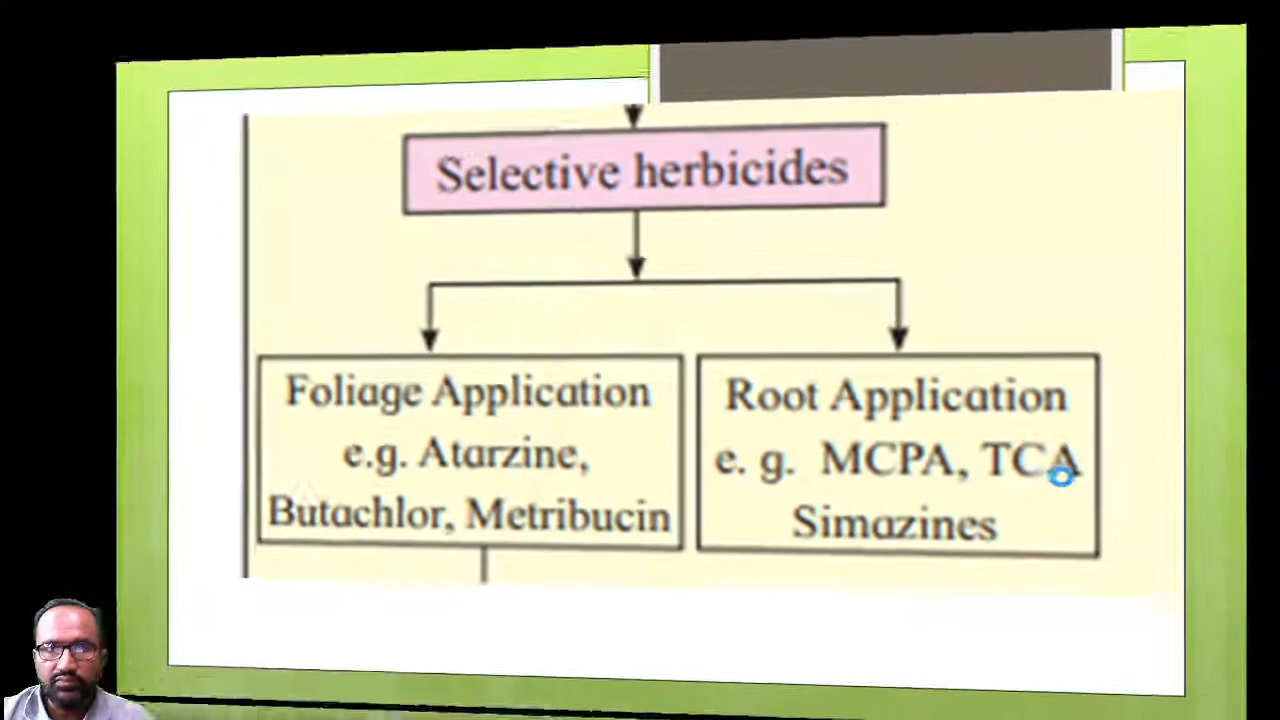 Selective herbicides
Foliage Application
e.g. Atarzine,
Butachlor, Metribucin
Root Application
e. g. MCPA, TCA
Simazines